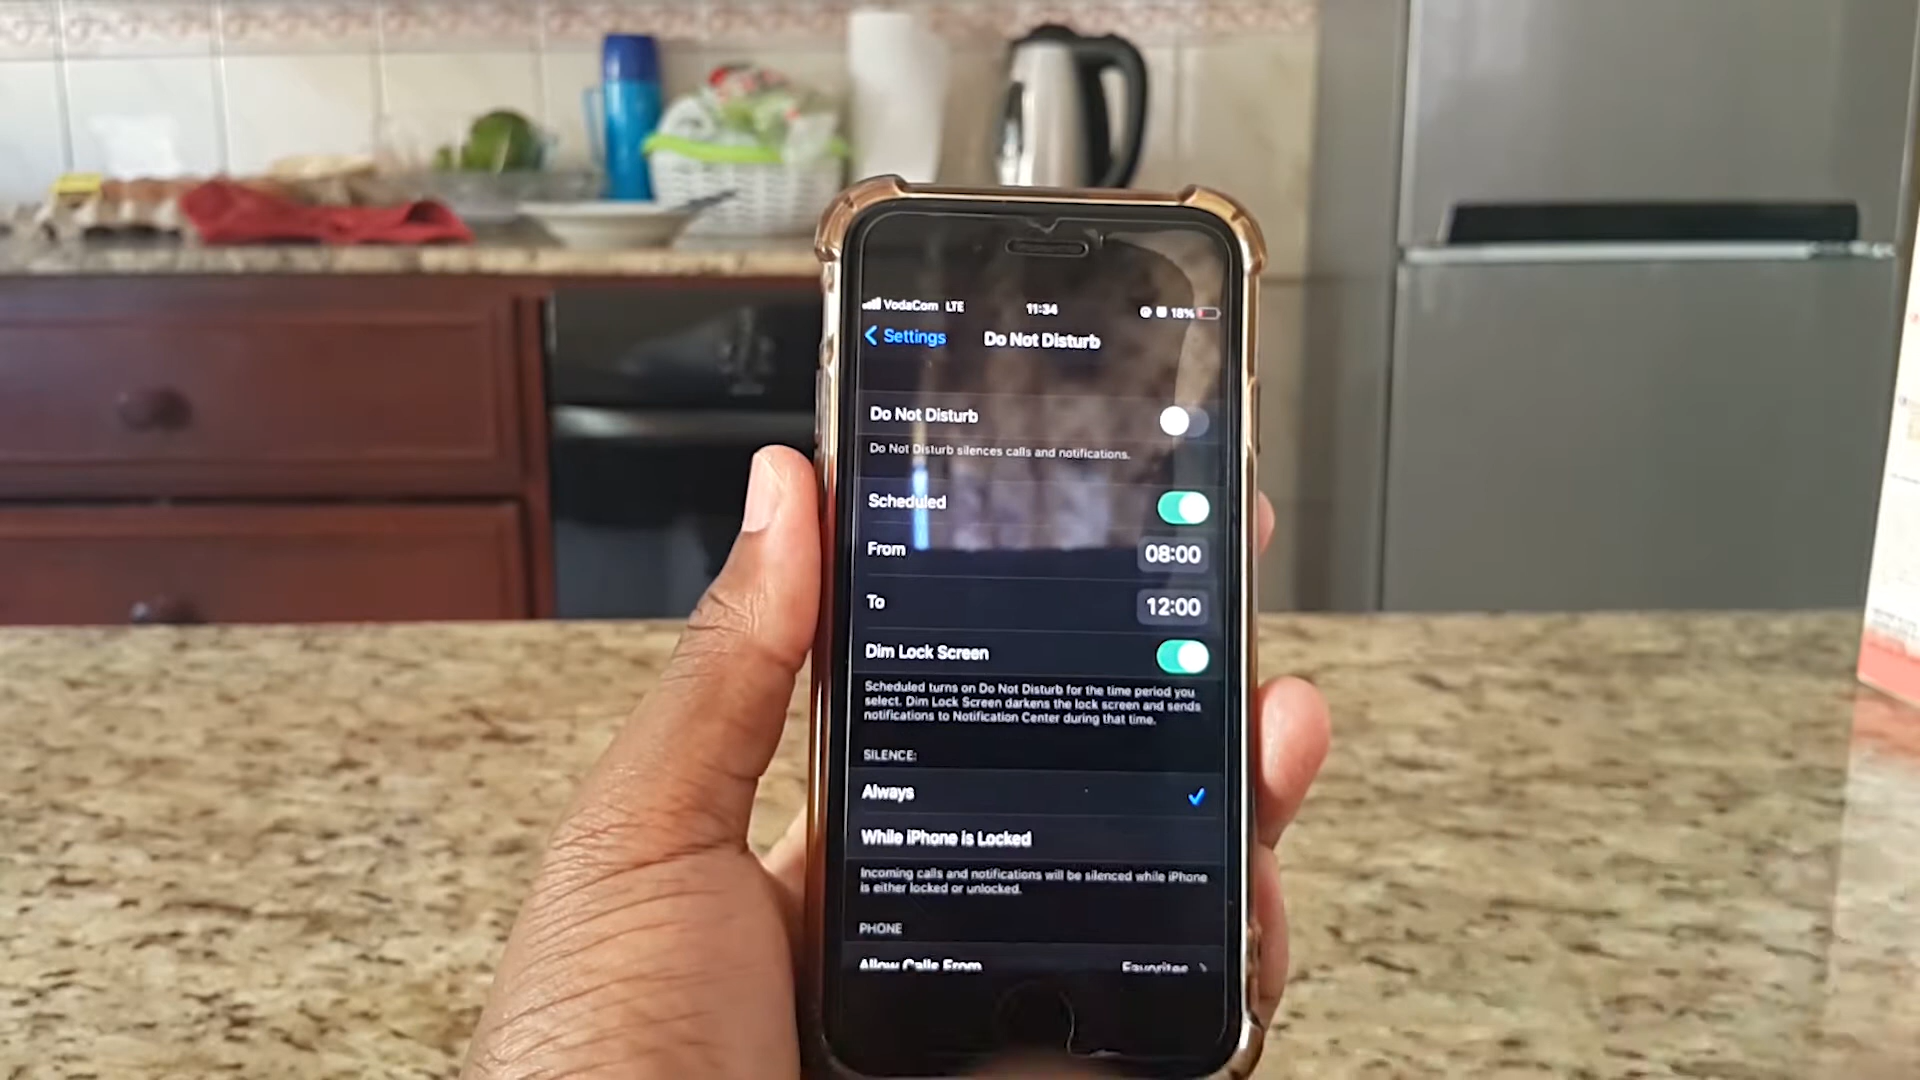 VodaCom LTE 11:34 18%
Settings Do Not Disturb
Do Not Disturb
Do Not Disturb silences calls and notifications.
Scheduled
From 08:00
To 12:00
Dim Lock Screen
Scheduled turns on Do Not Disturb for the time period you
select. Dim Lock Screen darkens the lock screen and sends
notifications to Notification Center during that time.
SILENCE:
Always
While iPhone is Locked
Incoming calls and notifications will be silenced while iPhone
is either locked or unlocked.
PHONE
Allow Calls From Favorites